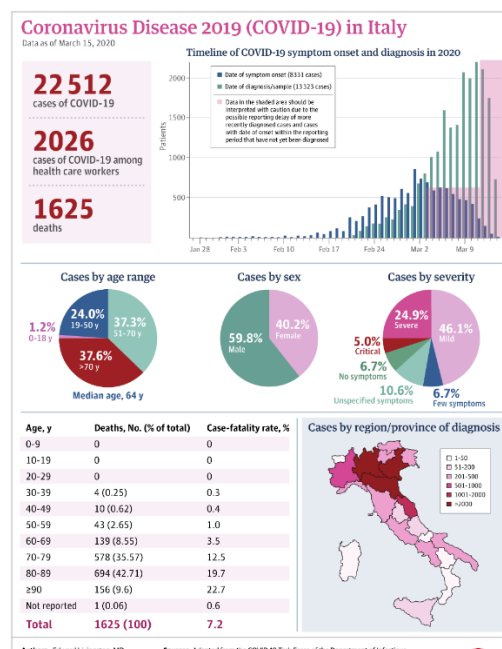 Coronavirus Disease 2019 (COVID-19) in Italy
Data as of March 15, 2020
22 512
cases of COVID-19
2026
cases of COVID-19 among
health care workers
1625
deaths
Timeline of COVID-19 symptom onset and diagnosis in 2020
Date of symptom onset (8331 cases)
Date of diagnosis/sample (13 323 cases)
Data in the shaded area should be
interpreted with caution due to the
possible reporting delay of more
recently diagnosed cases and cases
with date of onset within the reporting
period that have not yet been diagnosed
Patients
2000
1500
1000
500
Jan 28
Feb 3
Feb 10
Feb 17
Feb 24
Mar 2
Mar 9
Cases by age range
24.0%
19-50 y
37.3%
51-70 y
1.2%
0-18 y
37.6%
>70 y
Median age, 64 y
Cases by sex
59.8%
Male
40.2%
Female
Cases by severity
24.9%
Severe
46.1%
Mild
5.0%
Critical
6.7%
No symptoms
10.6%
Unspecified symptoms
6.7%
Few symptoms
Age, y Deaths, No. (% of total) Case-fatality rate, %
0-9 0 0
10-19 0 0
20-29 0 0
30-39 4 (0.25) 0.3
40-49 10 (0.62) 0.4
50-59 43 (2.65) 1.0
60-69 139 (8.55) 3.5
70-79 578 (35.57) 12.5
80-89 694 (42.71) 19.7
≥90 156 (9.6) 22.7
Not reported 1 (0.06) 0.6
Total 1625 (100) 7.2
Cases by region/province of diagnosis
1-50
51-200
201-500
501-1000
1001-2000
>2000